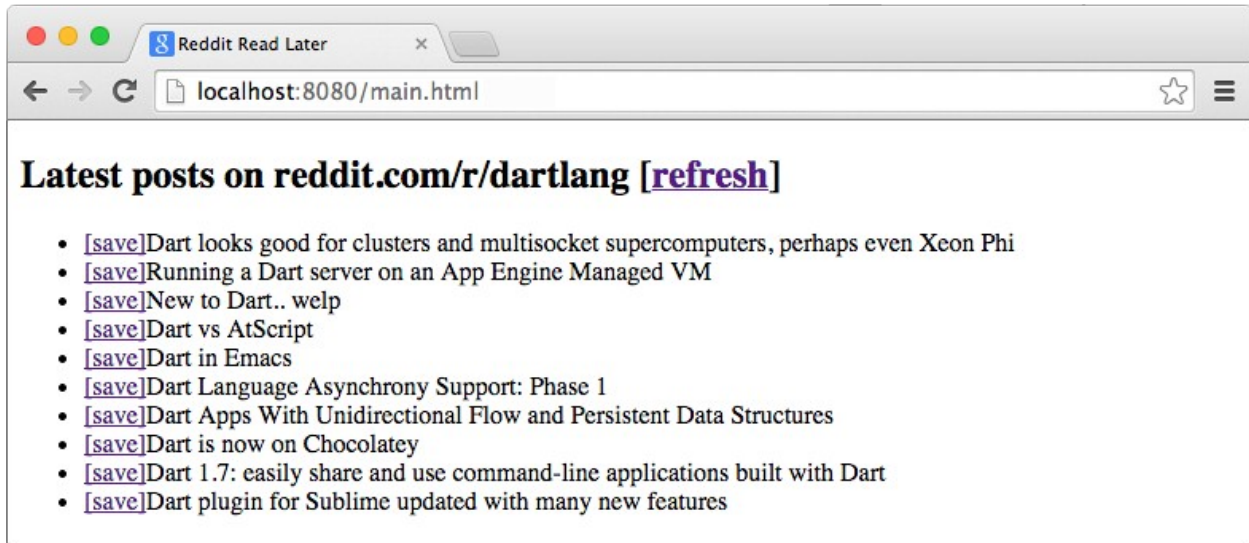 Reddit Read Later
localhost:8080/main.html
Latest posts on reddit.com/r/dartlang [refresh]
[save]Dart looks good for clusters and multisocket supercomputers, perhaps even Xeon Phi
[save]Running a Dart server on an App Engine Managed VM
[save]New to Dart.. welp
[save]Dart vs AtScript
[save]Dart in Emacs
[save]Dart Language Asynchrony Support: Phase 1
[save]Dart Apps With Unidirectional Flow and Persistent Data Structures
[save]Dart is now on Chocolatey
[save]Dart 1.7: easily share and use command-line applications built with Dart
[save]Dart plugin for Sublime updated with many new features